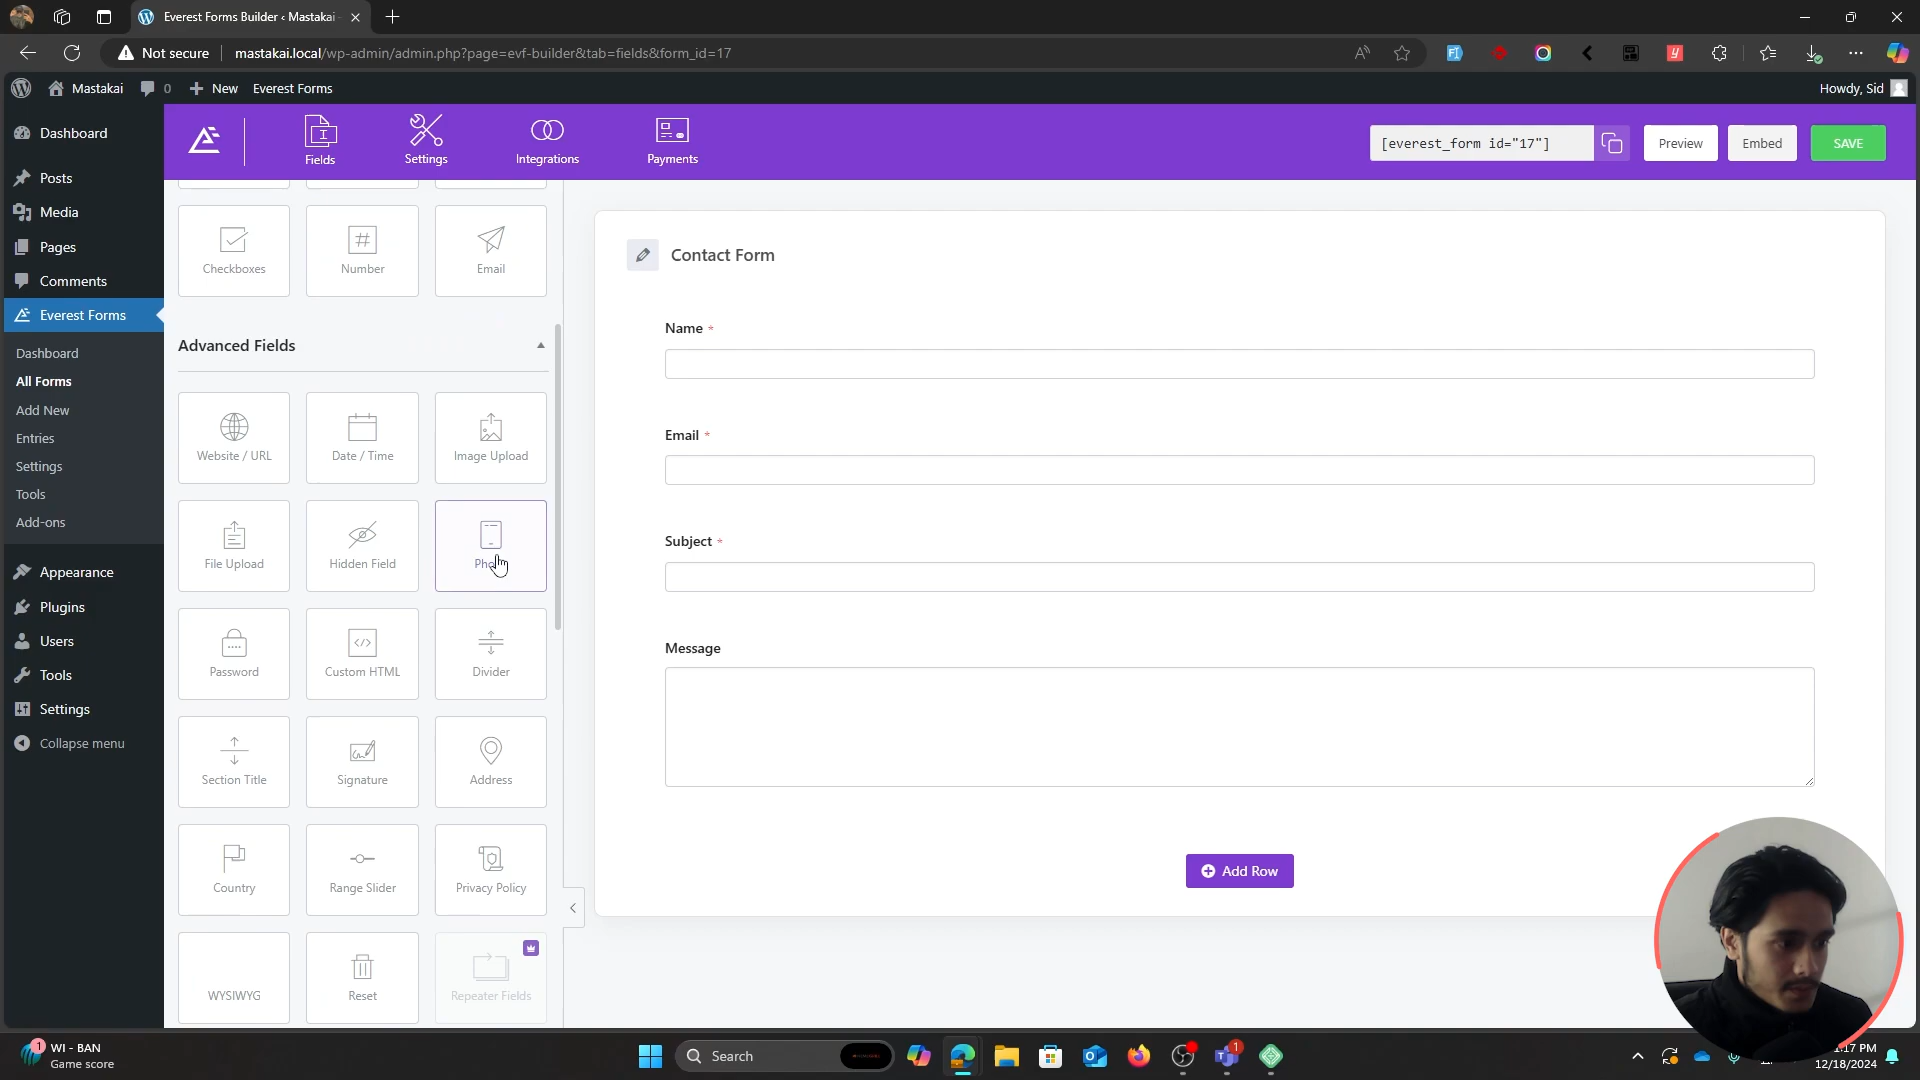 Everest Forms Builder ‹ Mastakai
Not secure
mastakai.local/wp-admin/admin.php?page=evf-builder&tab=fields&form_id=17
Mastakai
0
New
Everest Forms
Howdy, Sid
Dashboard
Posts
Media
Pages
Comments
Everest Forms
Dashboard
All Forms
Add New
Entries
Settings
Tools
Add-ons
Appearance
Plugins
Users
Tools
Settings
Collapse menu
Fields
Settings
Integrations
Payments
[everest_form id="17"]
Preview
Embed
SAVE
Checkboxes
Number
Email
Advanced Fields
Website / URL
Date / Time
Image Upload
File Upload
Hidden Field
Password
Custom HTML
Divider
Section Title
Signature
Address
Country
Range Slider
Privacy Policy
WYSIWYG
Reset
Repeater Fields
Contact Form
Name *
Email *
Subject *
Message
Add Row
1
WI - BAN
Game score
Search
1
:17 PM
12/18/2024